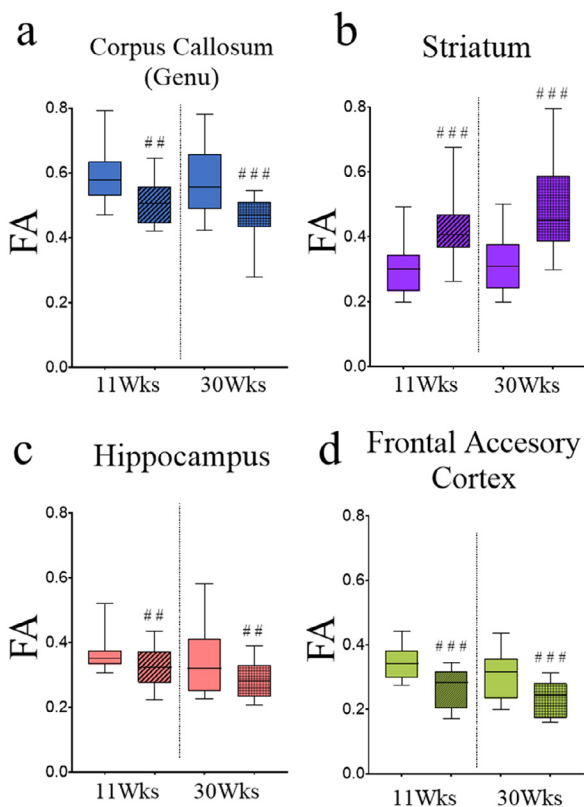 a
Corpus Callosum
(Genu)
FA
0.8
0.6
0.4
0.2
0.0
##
###
11Wks
30Wks
b
Striatum
FA
0.8
0.6
0.4
0.2
0.0
###
###
11Wks
30Wks
c
Hippocampus
FA
0.8
0.6
0.4
0.2
0.0
##
##
11Wks
30Wks
d
Frontal Accesory
Cortex
FA
0.8
0.6
0.4
0.2
0.0
###
###
11Wks
30Wks